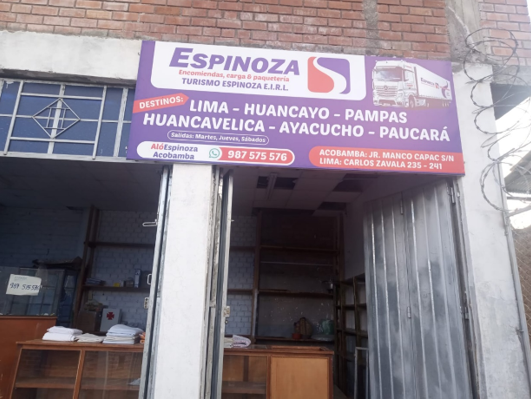 ESPINOZA
Encomiendas, carga & paquetería
TURISMO ESPINOZA E.I.R.L.
DESTINOS: LIMA - HUANCAYO - PAMPAS
HUANCAVELICA - AYACUCHO - PAUCARÁ
Salidas: Martes, Jueves, Sábados
AlóEspinoza
Acobamba
987 575 576
ACOBAMBA: JR. MANCO CAPAC S/N
LIMA: CARLOS ZAVALA 235 - 241